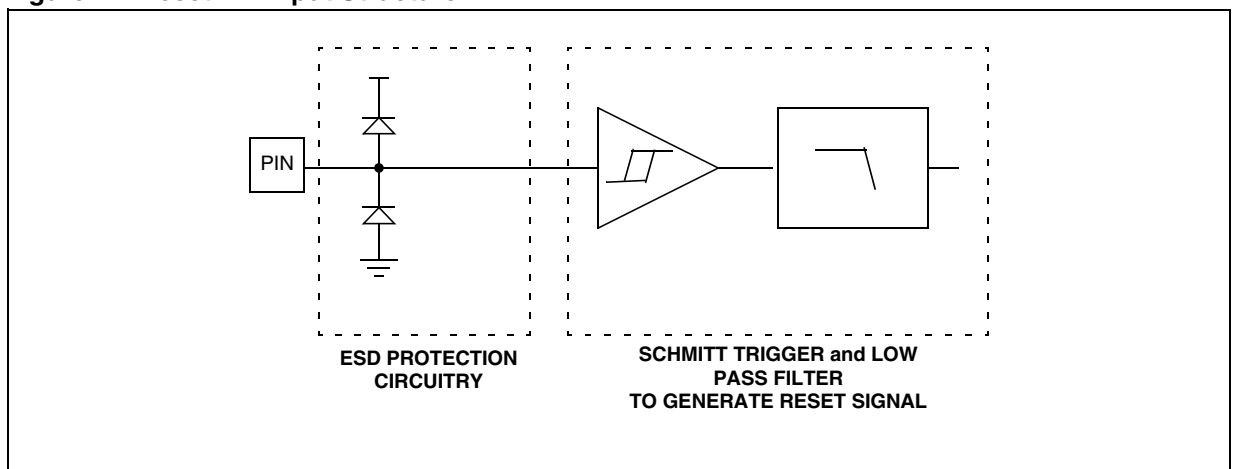 PIN
ESD PROTECTION
CIRCUITRY
SCHMITT TRIGGER and LOW
PASS FILTER
TO GENERATE RESET SIGNAL